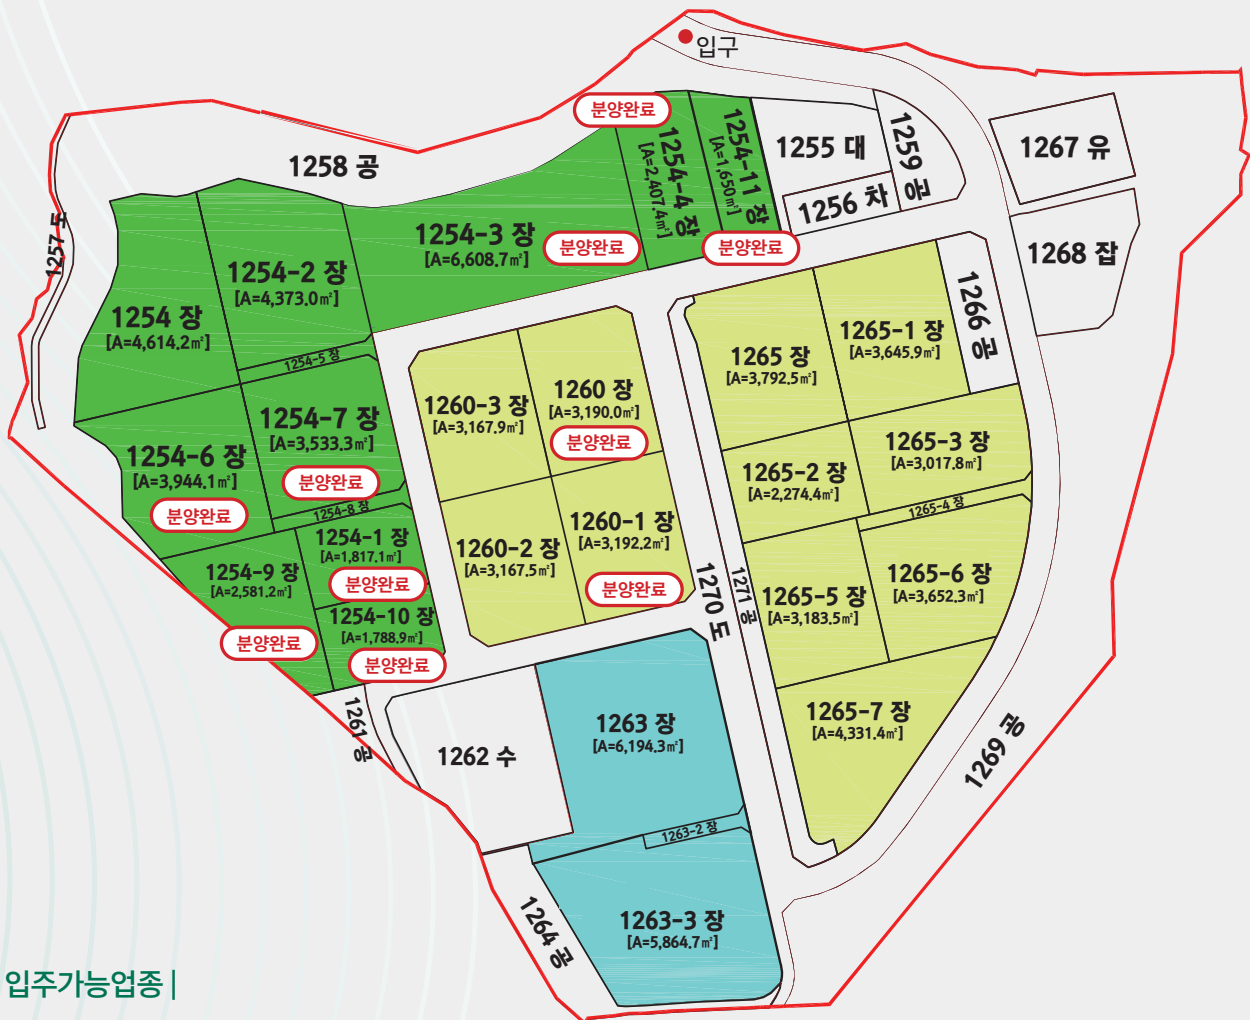 입구
분양완료
1254-4 장
[A=2,407.4㎡]
1254-11 장
[A=1,650㎡]
1255 대
1259 공
1267 유
1258 공
1256 차
1257 도
1254-3 장
[A=6,608.7㎡]
분양완료
분양완료
1268 잡
1254-2 장
[A=4,373.0㎡]
1266 공
1254 장
[A=4,614.2㎡]
1265-1 장
[A=3,645.9㎡]
1265 장
[A=3,792.5㎡]
1254-5 장
1260 장
[A=3,190.0㎡]
분양완료
1260-3 장
[A=3,167.9㎡]
1254-7 장
[A=3,533.3㎡]
분양완료
1265-3 장
[A=3,017.8㎡]
1254-6 장
[A=3,944.1㎡]
분양완료
1265-2 장
[A=2,274.4㎡]
1254-8 장
1265-4 장
1260-1 장
[A=3,192.2㎡]
분양완료
1254-1 장
[A=1,817.1㎡]
분양완료
1260-2 장
[A=3,167.5㎡]
1254-9 장
[A=2,581.2㎡]
분양완료
1265-6 장
[A=3,652.3㎡]
1270 도
1271 공
1265-5 장
[A=3,183.5㎡]
1254-10 장
[A=1,788.9㎡]
분양완료
1261 공
1265-7 장
[A=4,331.4㎡]
1263 장
[A=6,194.3㎡]
1262 수
1269 공
1263-2 장
1264 공
1263-3 장
[A=5,864.7㎡]
입주가능업종 |